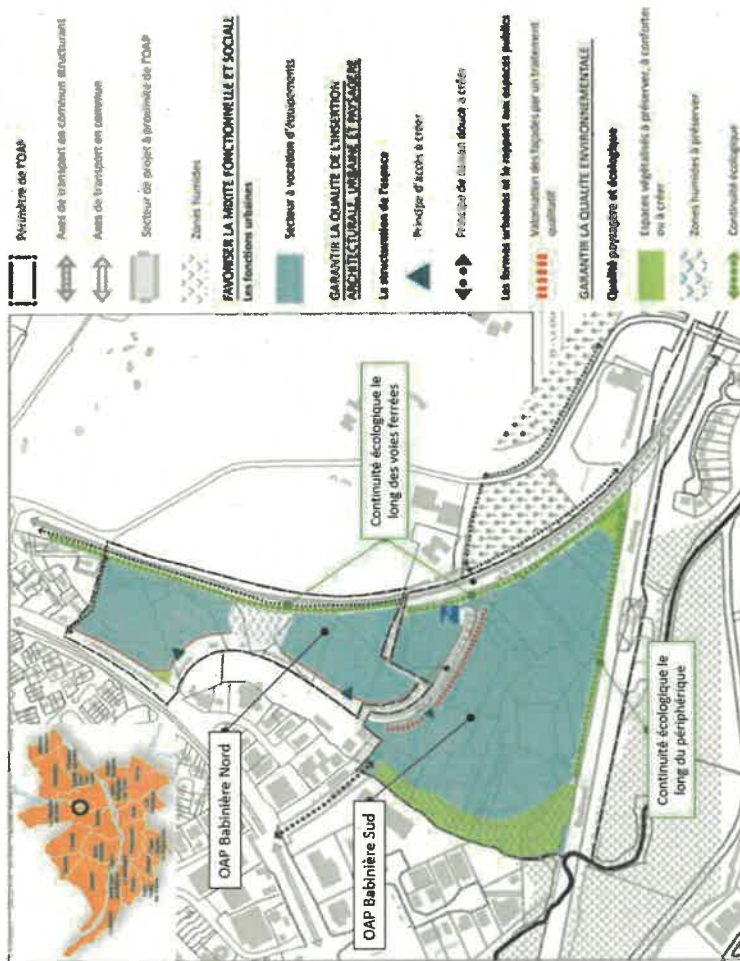 OAP Babinière Nord
OAP Babinière Sud
Continuité écologique le
long des voies ferrées
Continuité écologique le
long du périphérique
Périmètre de l'OAP
Axes de transport en commun structurant
Axes de transport en commun
Secteur de projet à proximité de l'OAP
Zones humides
FAVORISER LA MIXITE FONCTIONNELLE ET SOCIALE
Les fonctions urbaines
Secteur à vocation d'équipements
GARANTIR LA QUALITE DE L'INSERTION
ARCHITECTURALE, URBAINE ET PAYSAGERE
La structuration de l'espace
Principe d'accès à créer
Principe de liaison douce à créer
Les formes urbaines et le rapport aux espaces publics
Valorisation des façades par un traitement
qualitatif
GARANTIR LA QUALITE ENVIRONNEMENTALE
Qualité paysagère et écologique
Espaces végétalisés à préserver, à conforter
ou à créer
Zones humides à préserver
Continuité écologique